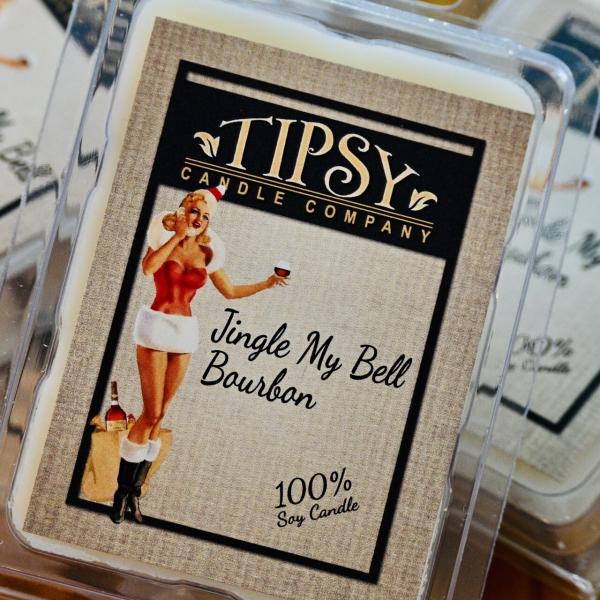 TIPSY
CANDLE COMPANY
Jingle My Bell
Bourbon
100%
Soy Candle